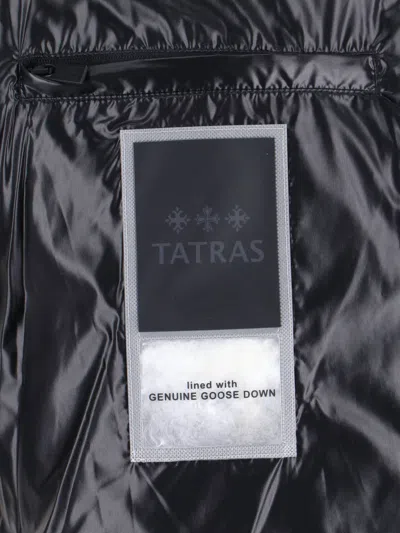 TATRAS
lined with
GENUINE GOOSE DOWN